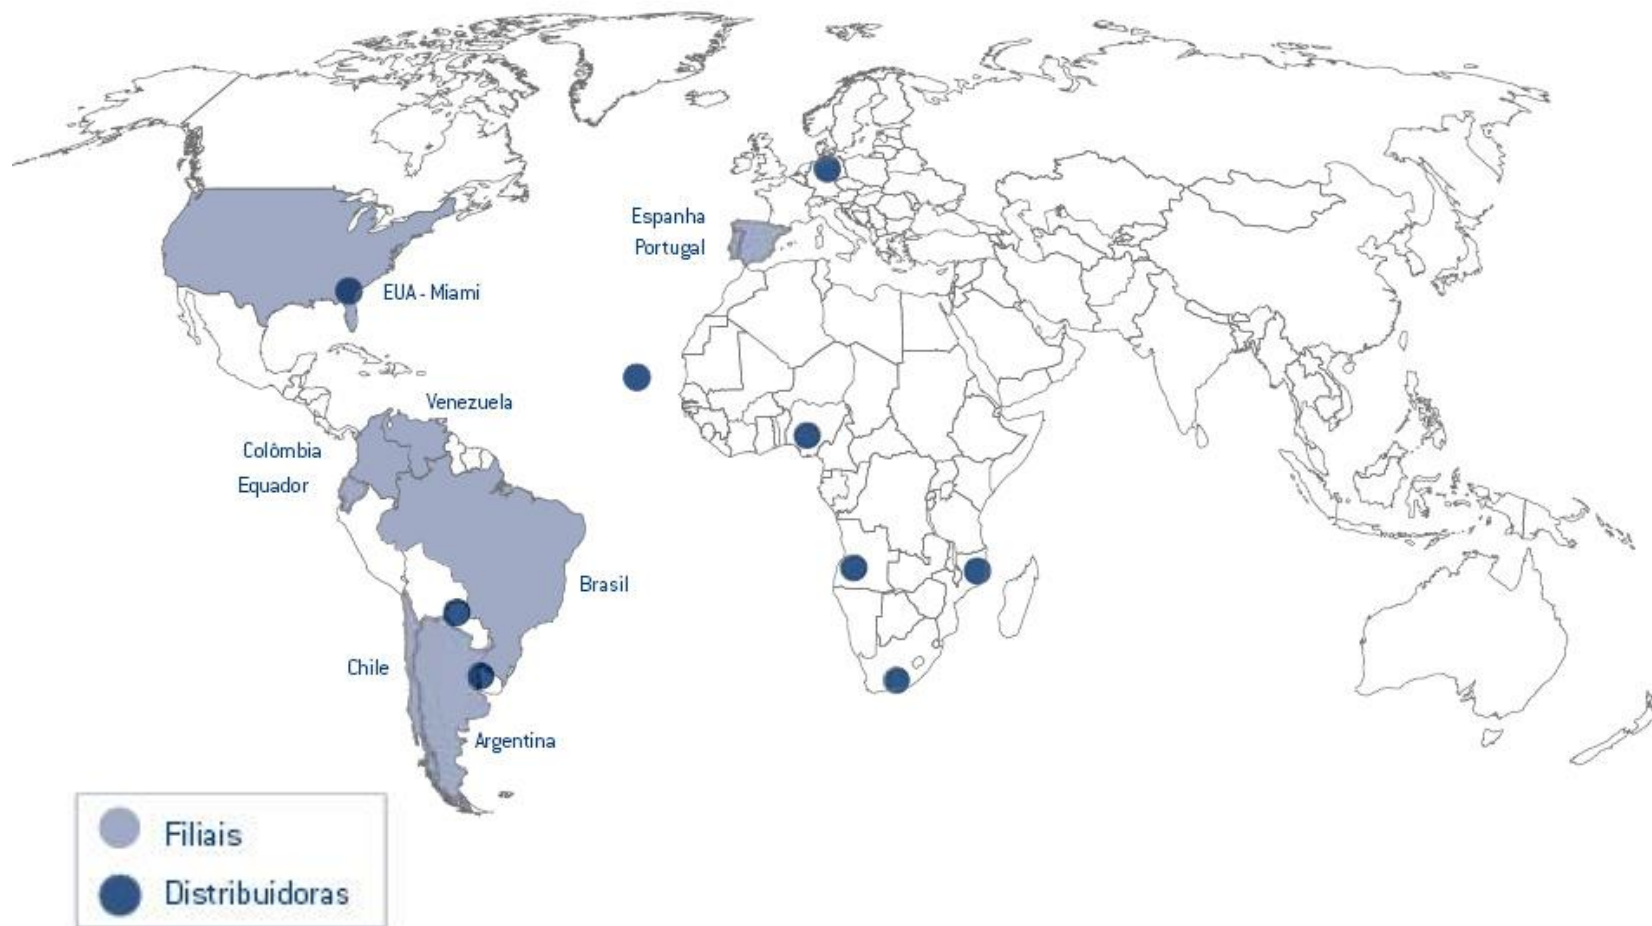 Espanha
Portugal
EUA - Miami
Venezuela
Colômbia
Equador
Brasil
Chile
Argentina
Filiais
Distribuidoras